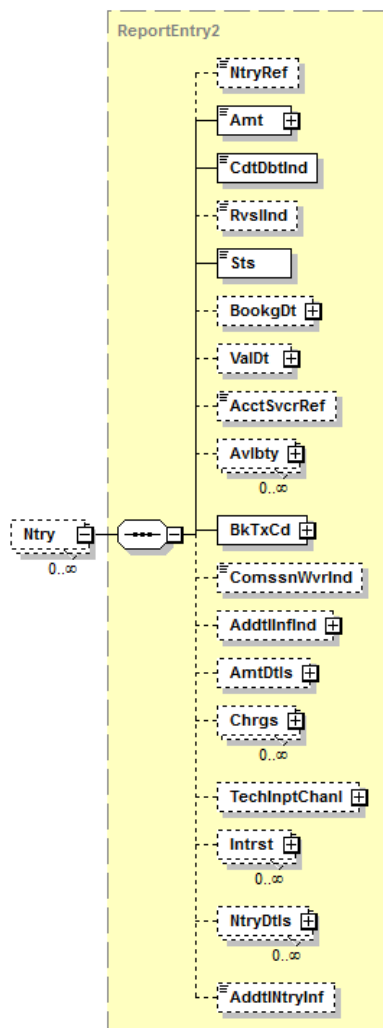 ReportEntry2
NtryRef
Amt
CdtDbtInd
RvslInd
Sts
BookgDt
ValDt
AcctSvcrRef
Avlbty
0..∞
Ntry
0..∞
BkTxCd
ComssnWvrInd
AddtlInfInd
AmtDtls
Chrgs
0..∞
TechInptChanl
Intrst
0..∞
NtryDtls
0..∞
AddtlNtryInf